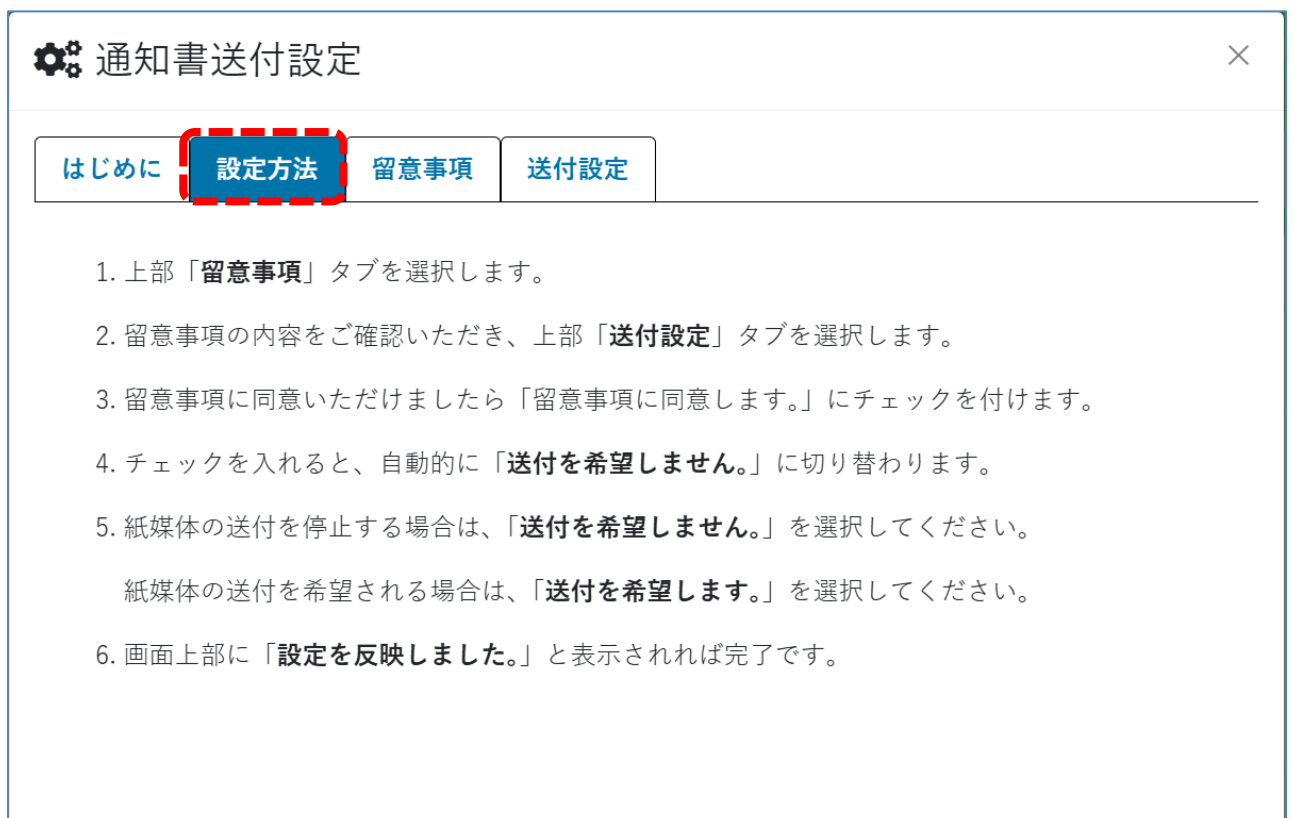 通知書送付設定 ×
はじめに 設定方法 留意事項 送付設定
1. 上部「留意事項」タブを選択します。
2. 留意事項の内容をご確認いただき、上部「送付設定」タブを選択します。
3. 留意事項に同意いただけましたら「留意事項に同意します。」にチェックを付けます。
4. チェックを入れると、自動的に「送付を希望しません。」に切り替わります。
5. 紙媒体の送付を停止する場合は、「送付を希望しません。」を選択してください。
紙媒体の送付を希望される場合は、「送付を希望します。」を選択してください。
6. 画面上部に「設定を反映しました。」と表示されれば完了です。